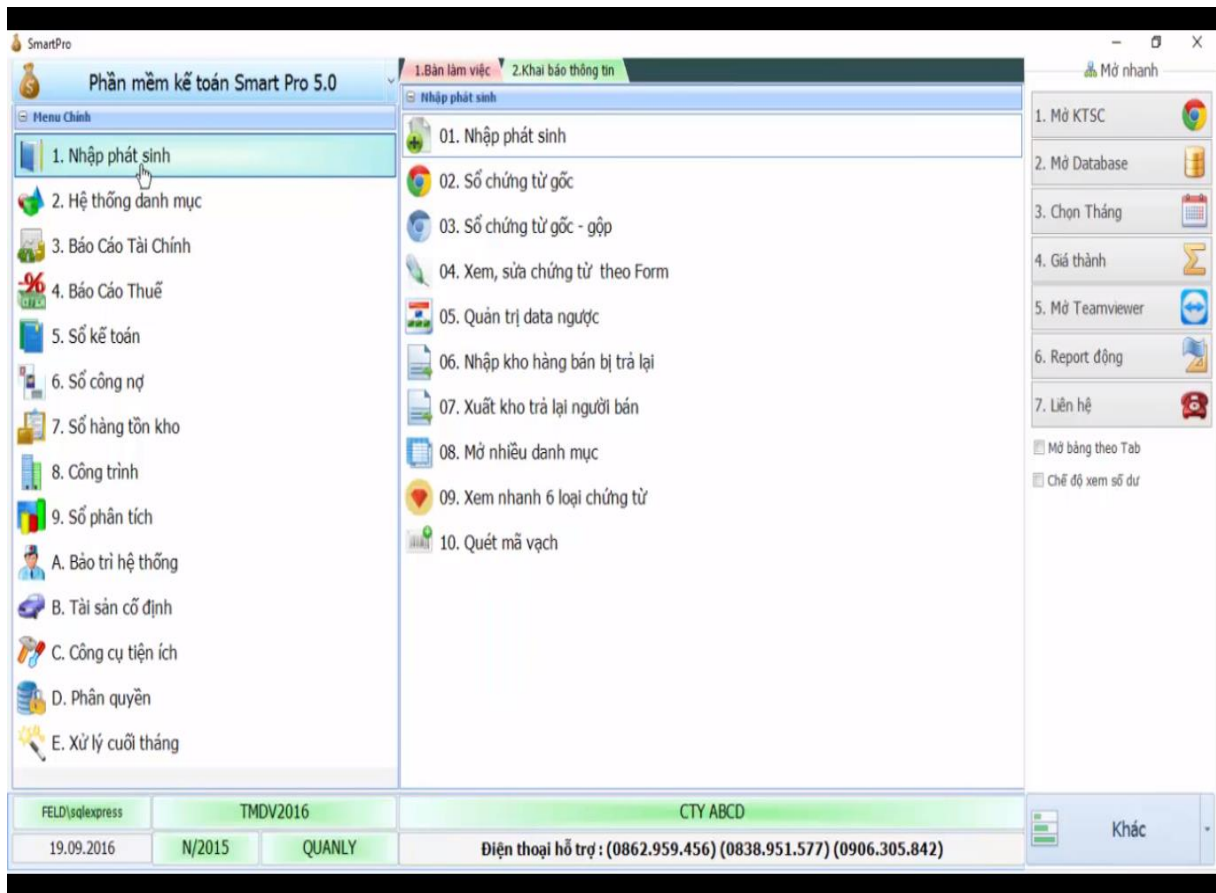 SmartPro
Phần mềm kế toán Smart Pro 5.0
Menu Chính
1. Nhập phát sinh
2. Hệ thống danh mục
3. Báo Cáo Tài Chính
4. Báo Cáo Thuế
5. Sổ kế toán
6. Sổ công nợ
7. Sổ hàng tồn kho
8. Công trình
9. Sổ phân tích
A. Bảo trì hệ thống
B. Tài sản cố định
C. Công cụ tiện ích
D. Phân quyền
E. Xử lý cuối tháng
1.Bàn làm việc
2.Khai báo thông tin
Nhập phát sinh
01. Nhập phát sinh
02. Sổ chứng từ gốc
03. Sổ chứng từ gốc - gộp
04. Xem, sửa chứng từ theo Form
05. Quản trị data ngược
06. Nhập kho hàng bán bị trả lại
07. Xuất kho trả lại người bán
08. Mở nhiều danh mục
09. Xem nhanh 6 loại chứng từ
10. Quét mã vạch
Mở nhanh
1. Mở KTSC
2. Mở Database
3. Chọn Tháng
4. Giá thành
5. Mở Teamviewer
6. Report động
7. Liên hệ
Mở bảng theo Tab
Chế độ xem số dư
FELD\sqlexpress
TMDV2016
CTY ABCD
19.09.2016
N/2015
QUANLY
Điện thoại hỗ trợ : (0862.959.456) (0838.951.577) (0906.305.842)
Khác